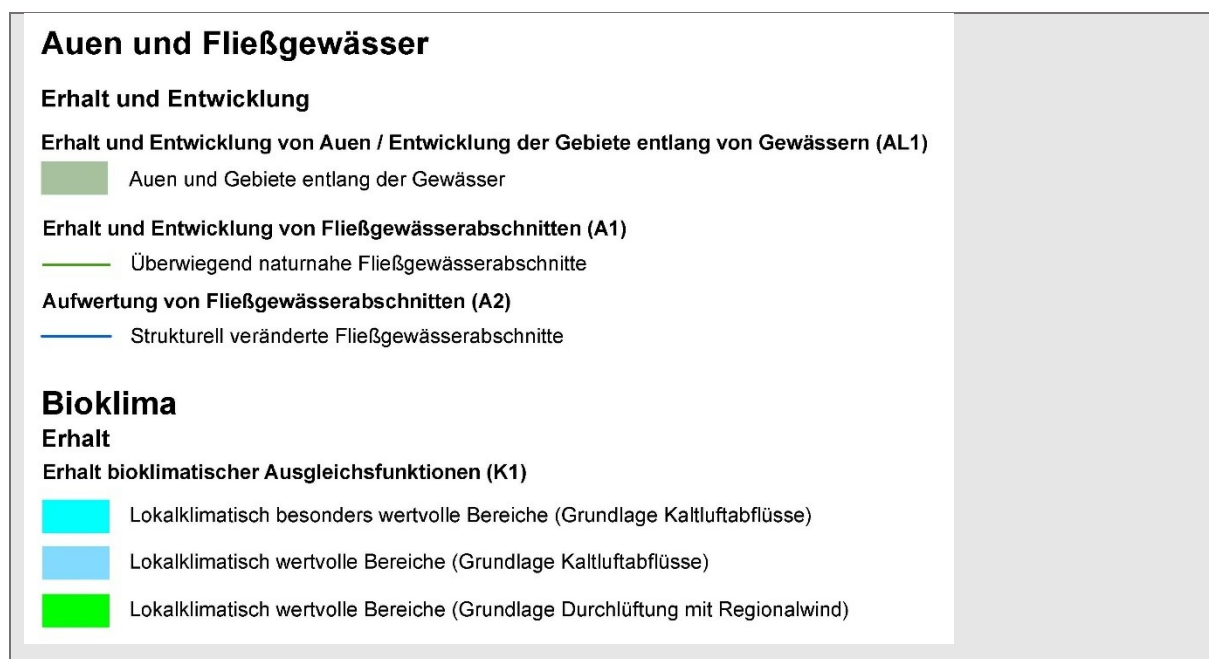 Auen und Fließgewässer
Erhalt und Entwicklung
Erhalt und Entwicklung von Auen / Entwicklung der Gebiete entlang von Gewässern (AL1)
Auen und Gebiete entlang der Gewässer
Erhalt und Entwicklung von Fließgewässerabschnitten (A1)
Überwiegend naturnahe Fließgewässerabschnitte
Aufwertung von Fließgewässerabschnitten (A2)
Strukturell veränderte Fließgewässerabschnitte
Bioklima
Erhalt
Erhalt bioklimatischer Ausgleichsfunktionen (K1)
Lokalklimatisch besonders wertvolle Bereiche (Grundlage Kaltluftabflüsse)
Lokalklimatisch wertvolle Bereiche (Grundlage Kaltluftabflüsse)
Lokalklimatisch wertvolle Bereiche (Grundlage Durchlüftung mit Regionalwind)